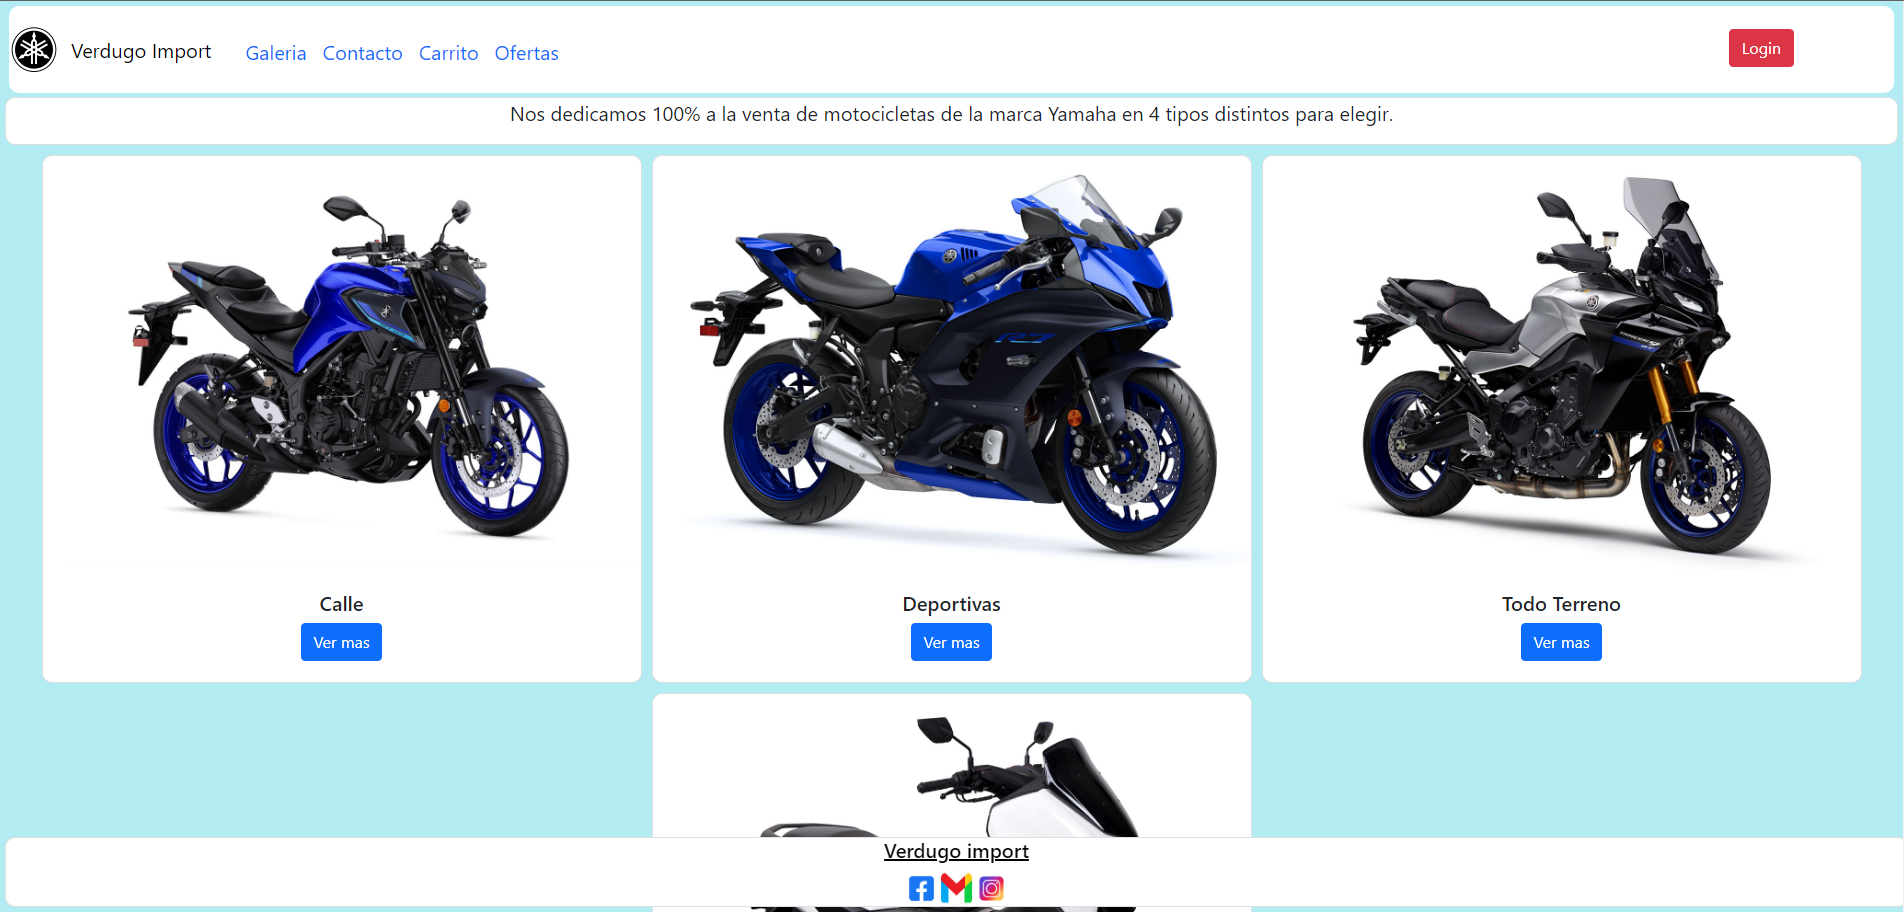 Verdugo Import Galeria Contacto Carrito Ofertas Login
Nos dedicamos 100% a la venta de motocicletas de la marca Yamaha en 4 tipos distintos para elegir.
R7
Calle Deportivas Todo Terreno
Ver mas Ver mas Ver mas
Verdugo import